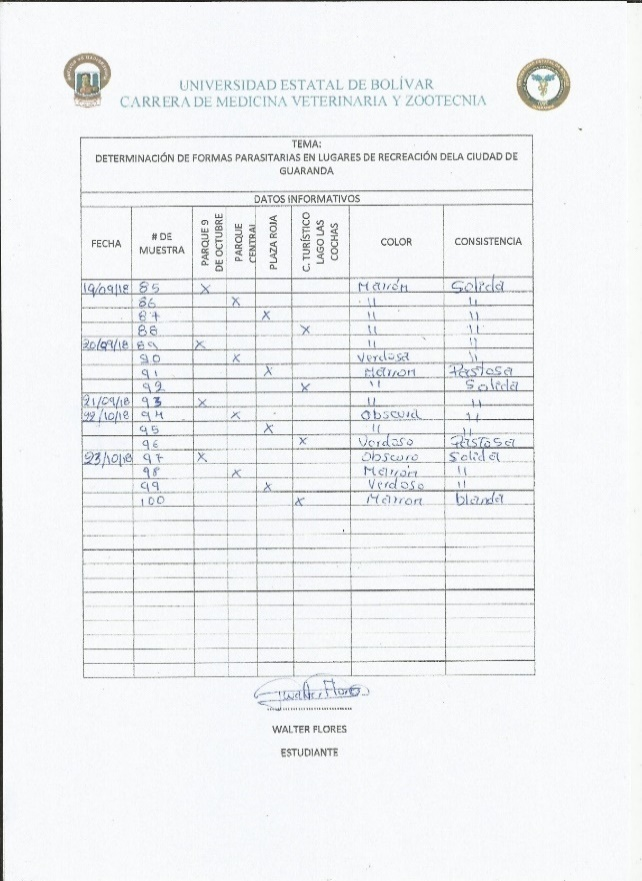 UNIVERSIDAD ESTATAL DE BOLÍVAR
CARRERA DE MEDICINA VETERINARIA Y ZOOTECNIA
TEMA:
DETERMINACIÓN DE FORMAS PARASITARIAS EN LUGARES DE RECREACIÓN DELA CIUDAD DE
GUARANDA
DATOS INFORMATIVOS
FECHA # DE MUESTRA PARQUE 9 DE OCTUBRE PARQUE CENTRAL PLAZA ROJA C. TURÍSTICO LAGO LAS COCHAS COLOR CONSISTENCIA
19/09/18 85 x Marrón Solida
86 x " "
87 x " "
88 x " "
20/09/18 89 x " "
90 x Verdosa "
91 x Marron Pastosa
92 x " Solida
21/09/18 93 x " "
22/10/18 94 x Obscura "
95 x " "
96 x Verdoso Pastosa
23/10/18 97 x Obscuro Solida
98 x Marrón "
99 x Verdoso "
100 x Marron blanda
Walter Flores
WALTER FLORES
ESTUDIANTE